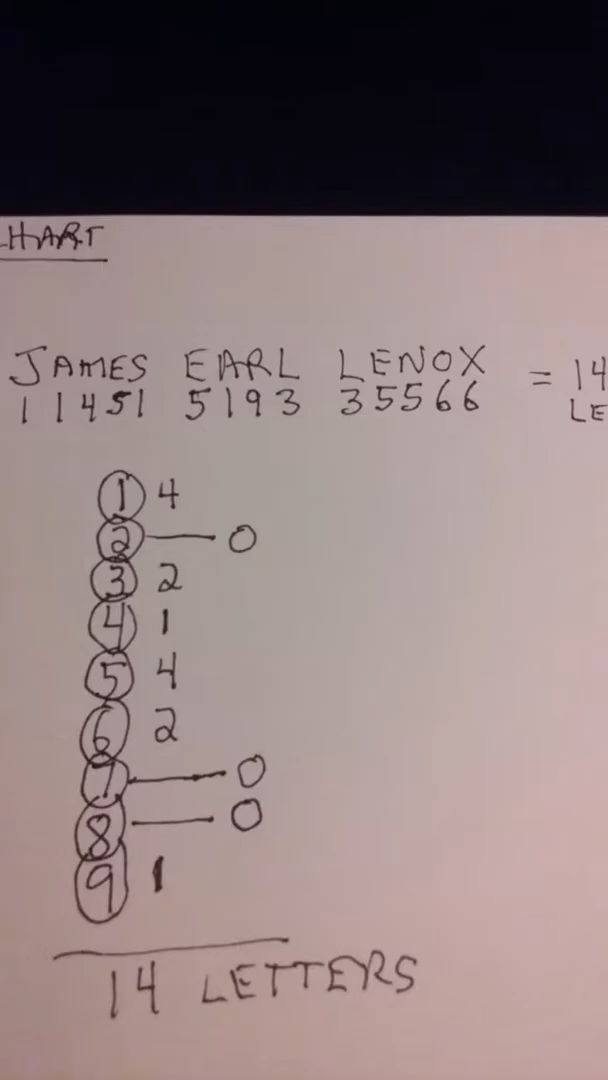 HART
JAMES EARL LENOX = 14
11451 5193 35566 LE
1 4
2 — 0
3 2
4 1
5 4
6 2
7 — 0
8 — 0
9 1
14 LETTERS